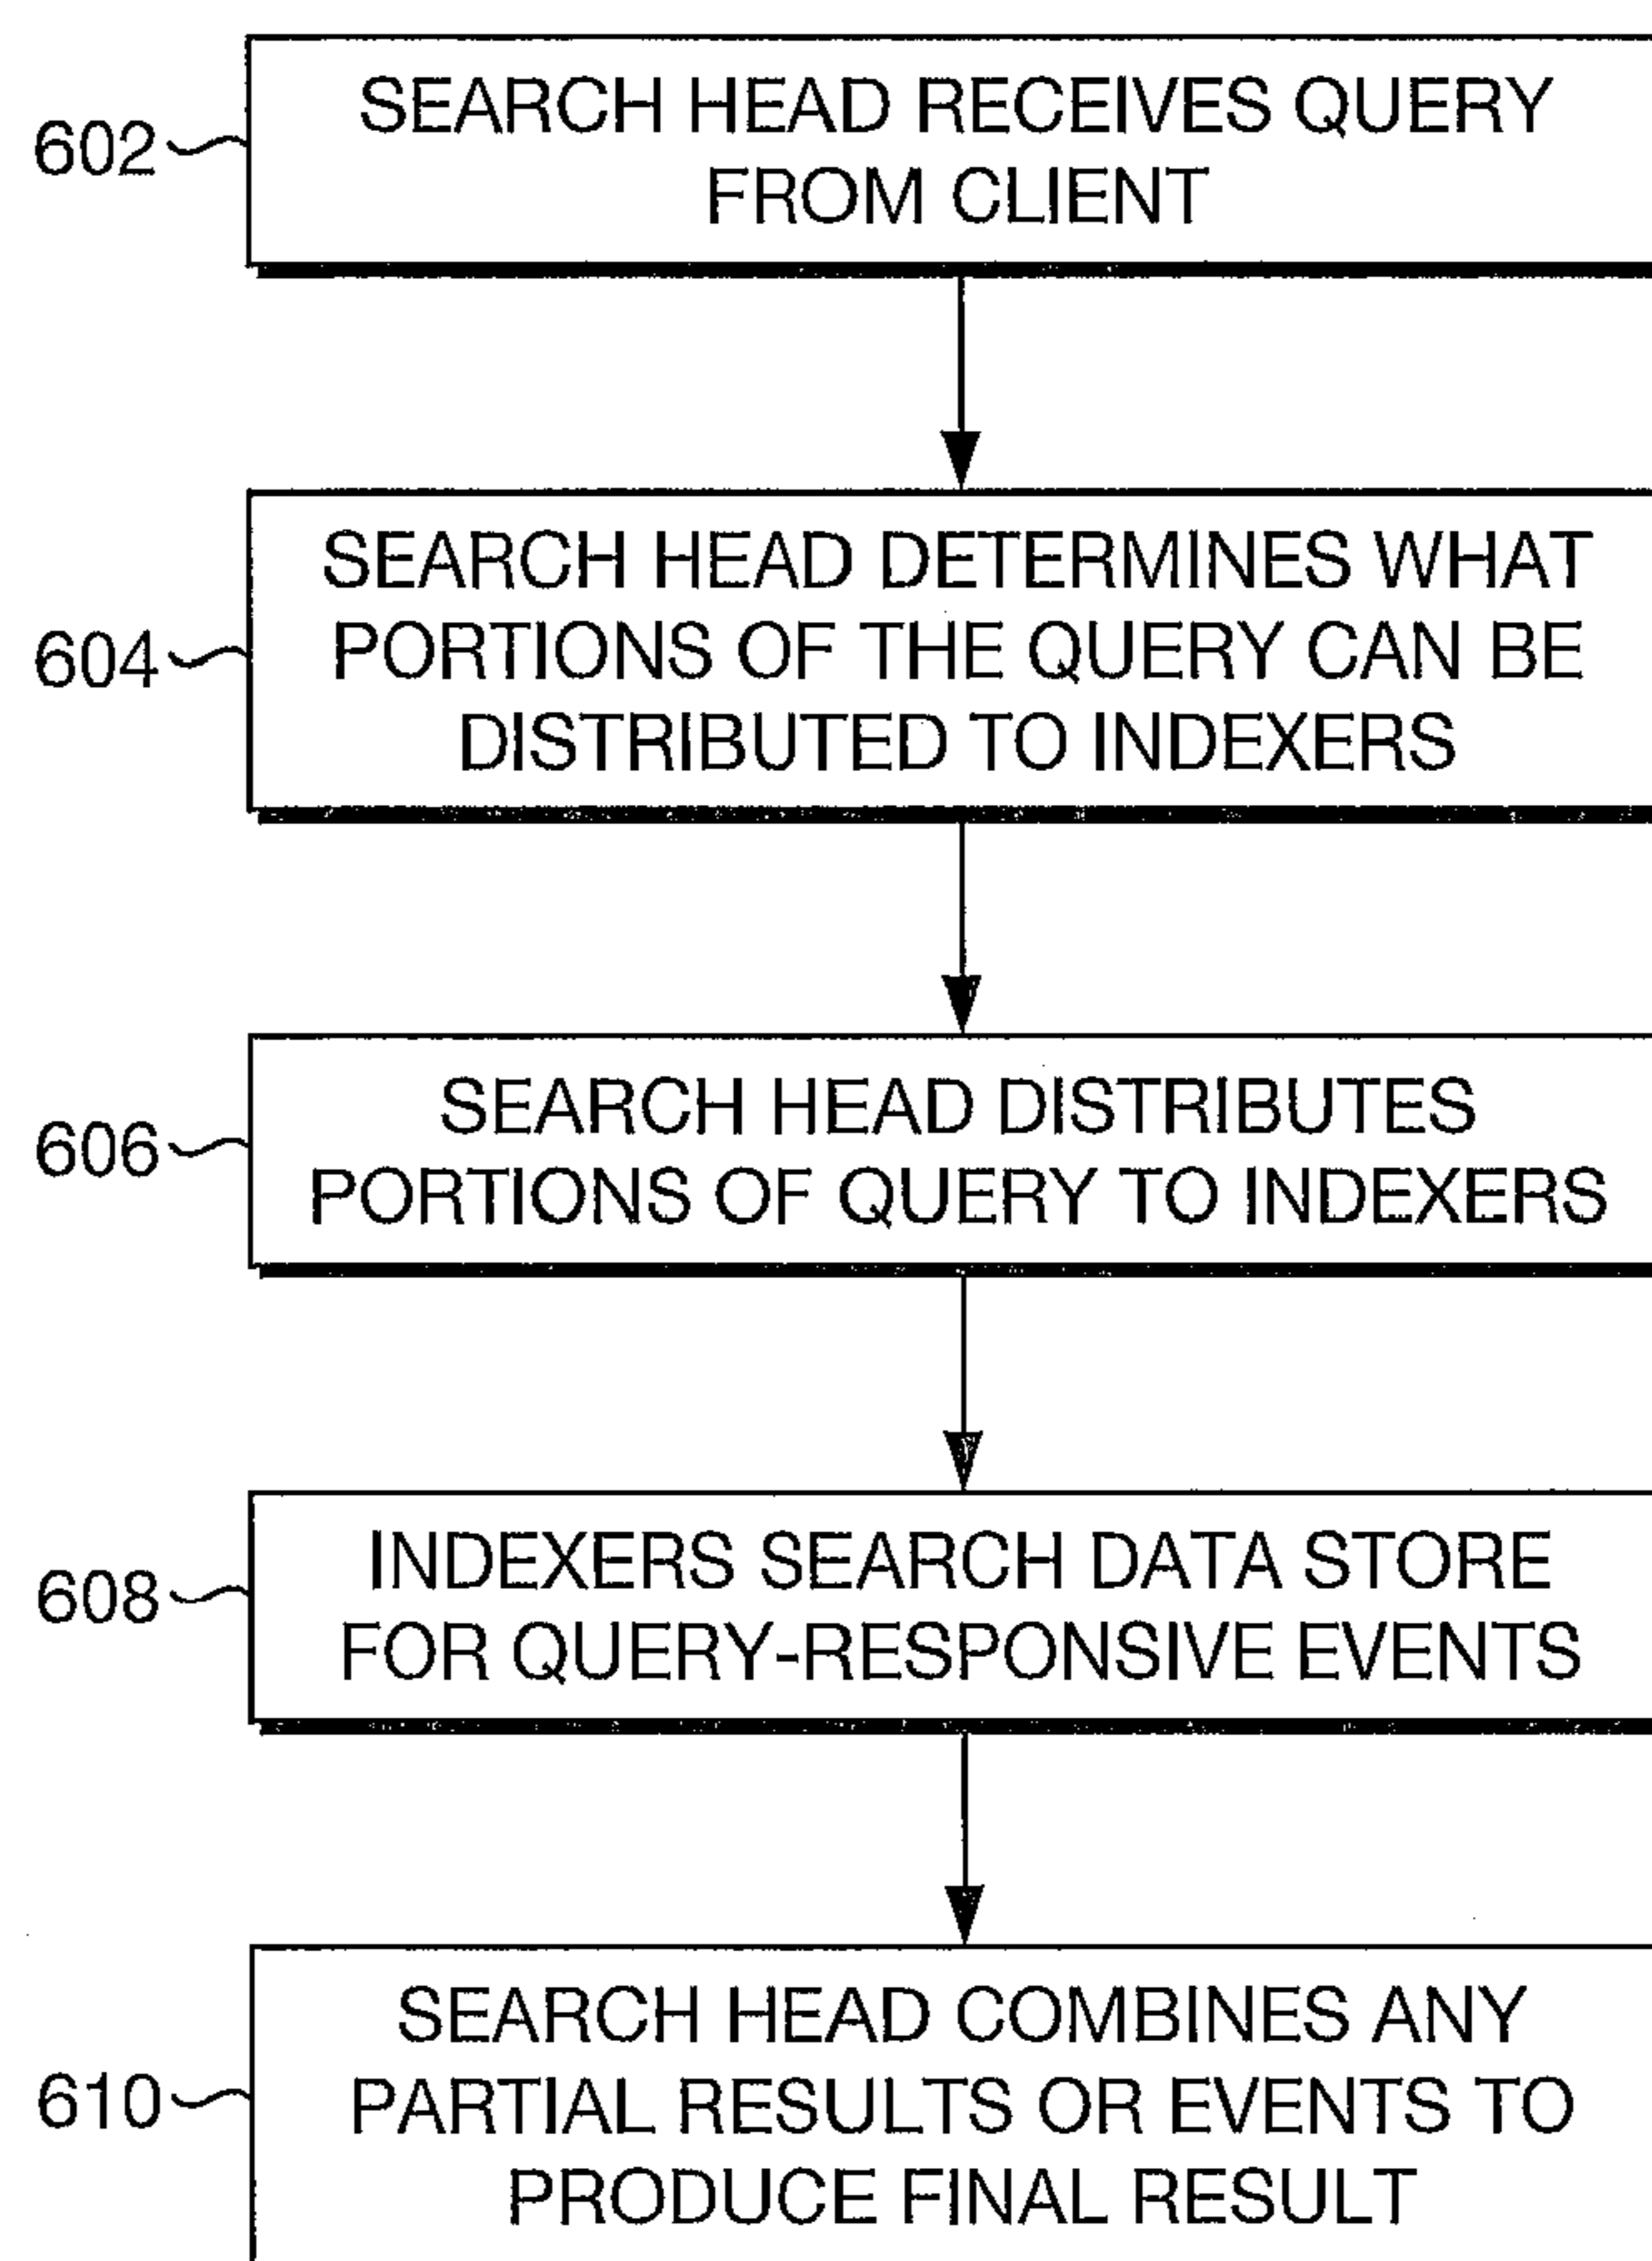 602
SEARCH HEAD RECEIVES QUERY
FROM CLIENT
604
SEARCH HEAD DETERMINES WHAT
PORTIONS OF THE QUERY CAN BE
DISTRIBUTED TO INDEXERS
606
SEARCH HEAD DISTRIBUTES
PORTIONS OF QUERY TO INDEXERS
608
INDEXERS SEARCH DATA STORE
FOR QUERY-RESPONSIVE EVENTS
610
SEARCH HEAD COMBINES ANY
PARTIAL RESULTS OR EVENTS TO
PRODUCE FINAL RESULT